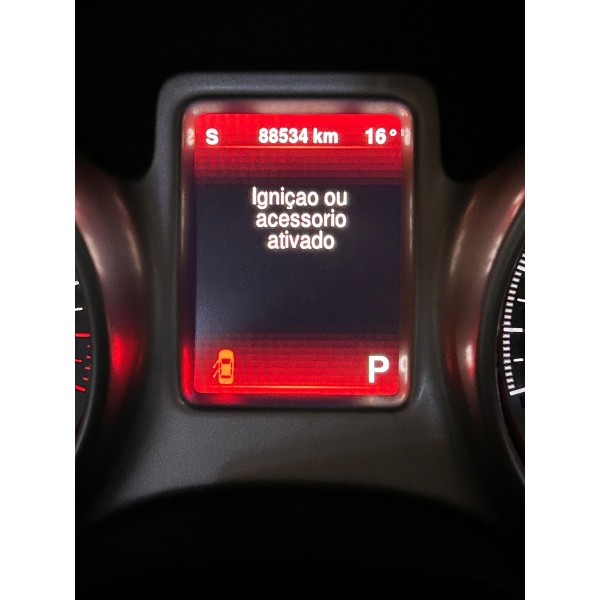 S 88534 km 16°
Igniçao ou
acessorio
ativado
P